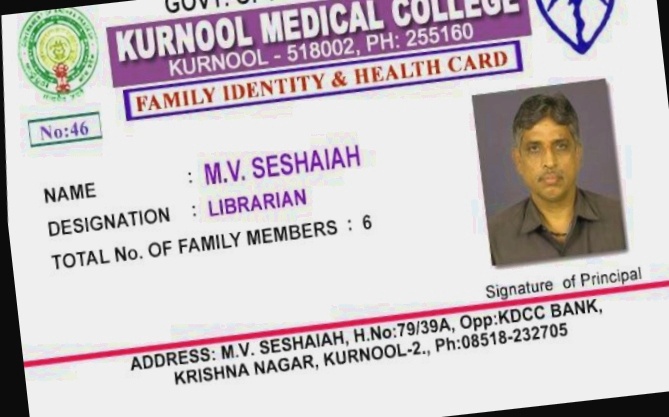 KURNOOL MEDICAL COLLEGE
KURNOOL - 518002, PH: 255160
FAMILY IDENTITY & HEALTH CARD
No:46
NAME : M.V. SESHAIAH
DESIGNATION : LIBRARIAN
TOTAL No. OF FAMILY MEMBERS : 6
Signature of Principal
ADDRESS: M.V. SESHAIAH, H.No:79/39A, Opp:KDCC BANK,
KRISHNA NAGAR, KURNOOL-2., Ph:08518-232705